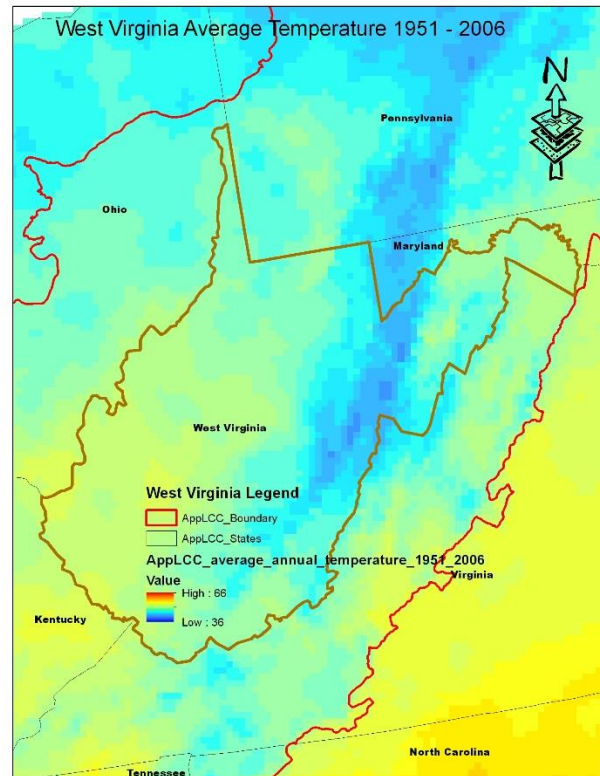 West Virginia Average Temperature 1951 - 2006
N
Pennsylvania
Ohio
Maryland
West Virginia
West Virginia Legend
AppLCC_Boundary
AppLCC_States
AppLCC_average_annual_temperature_1951_2006
Value
High : 66
Low : 36
Virginia
Kentucky
North Carolina
Tennessee